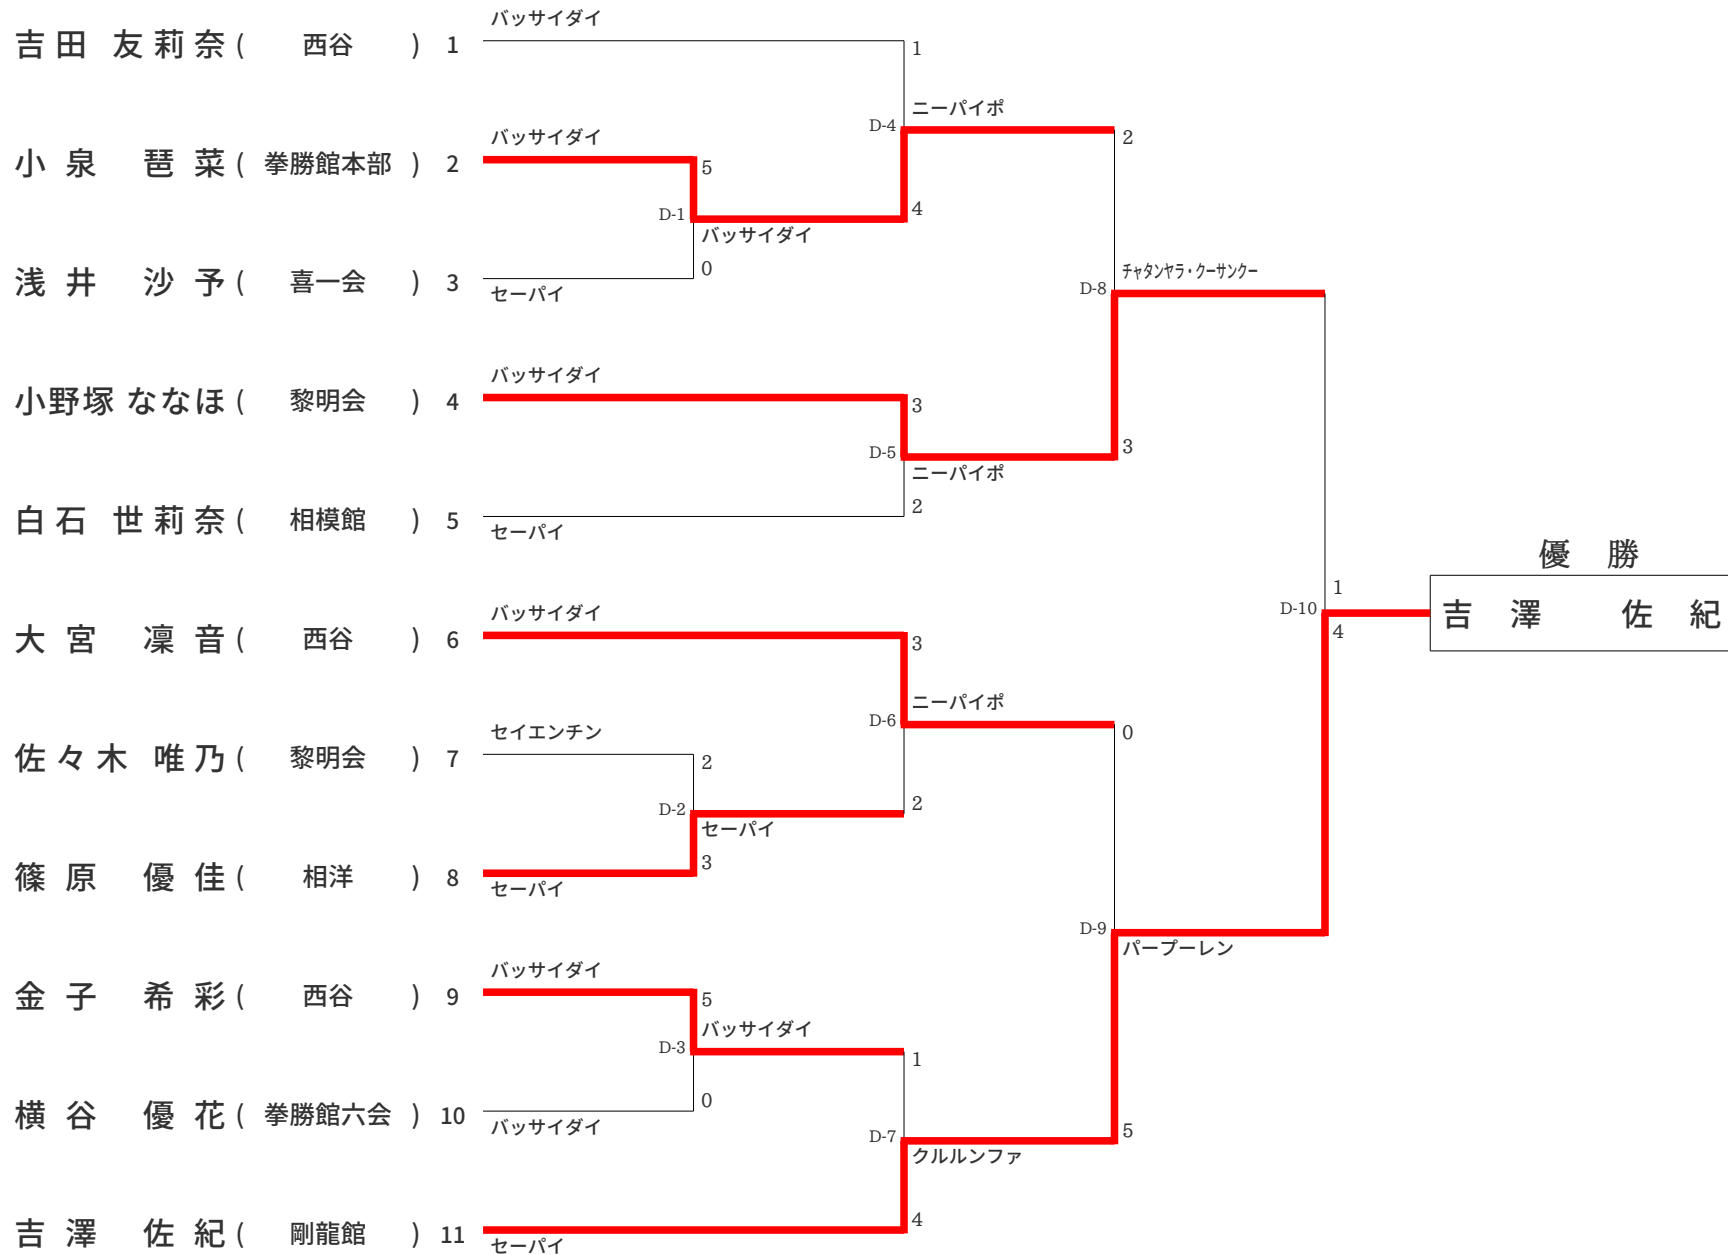 バッサイダイ
吉田 友莉奈 ( 西谷 ) 1
1
ニーパイポ
D-4
2
バッサイダイ
小泉 琶菜 ( 拳勝館本部 ) 2
5
D-1
4
バッサイダイ
0
浅井 沙予 ( 喜一会 ) 3
セーパイ
チャタンヤラ・クーサンクー
D-8
バッサイダイ
小野塚 ななほ ( 黎明会 ) 4
3
D-5
3
ニーパイポ
2
白石 世莉奈 ( 相模館 ) 5
セーパイ
優 勝
1
D-10
吉澤 佐紀
4
バッサイダイ
大宮 凜音 ( 西谷 ) 6
3
ニーパイポ
D-6
0
セイエンチン
佐々木 唯乃 ( 黎明会 ) 7
2
D-2
2
セーパイ
3
篠原 優佳 ( 相洋 ) 8
セーパイ
D-9
パープーレン
バッサイダイ
金子 希彩 ( 西谷 ) 9
5
バッサイダイ
D-3
1
0
横谷 優花 ( 拳勝館六会 ) 10
バッサイダイ
D-7
5
クルルンファ
4
吉澤 佐紀 ( 剛龍館 ) 11
セーパイ